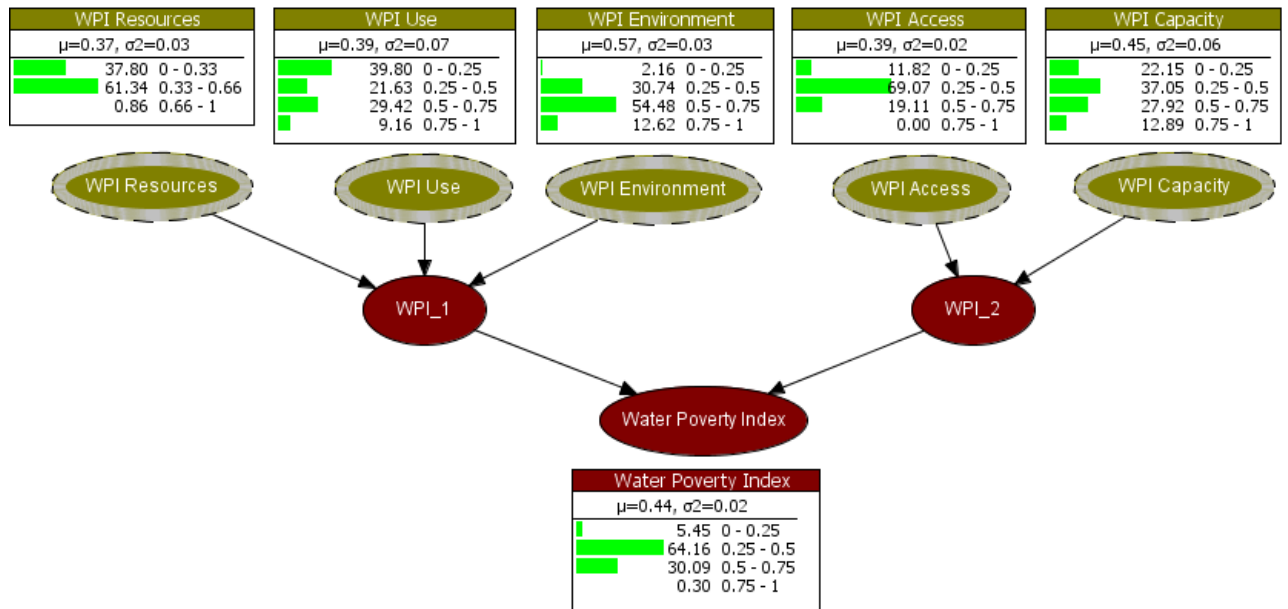 WPI Resources
μ=0.37, σ2=0.03
37.80 0 - 0.33
61.34 0.33 - 0.66
0.86 0.66 - 1
WPI Use
μ=0.39, σ2=0.07
39.80 0 - 0.25
21.63 0.25 - 0.5
29.42 0.5 - 0.75
9.16 0.75 - 1
WPI Environment
μ=0.57, σ2=0.03
2.16 0 - 0.25
30.74 0.25 - 0.5
54.48 0.5 - 0.75
12.62 0.75 - 1
WPI Access
μ=0.39, σ2=0.02
11.82 0 - 0.25
69.07 0.25 - 0.5
19.11 0.5 - 0.75
0.00 0.75 - 1
WPI Capacity
μ=0.45, σ2=0.06
22.15 0 - 0.25
37.05 0.25 - 0.5
27.92 0.5 - 0.75
12.89 0.75 - 1
WPI Resources
WPI Use
WPI Environment
WPI Access
WPI Capacity
WPI_1
WPI_2
Water Poverty Index
Water Poverty Index
μ=0.44, σ2=0.02
5.45 0 - 0.25
64.16 0.25 - 0.5
30.09 0.5 - 0.75
0.30 0.75 - 1